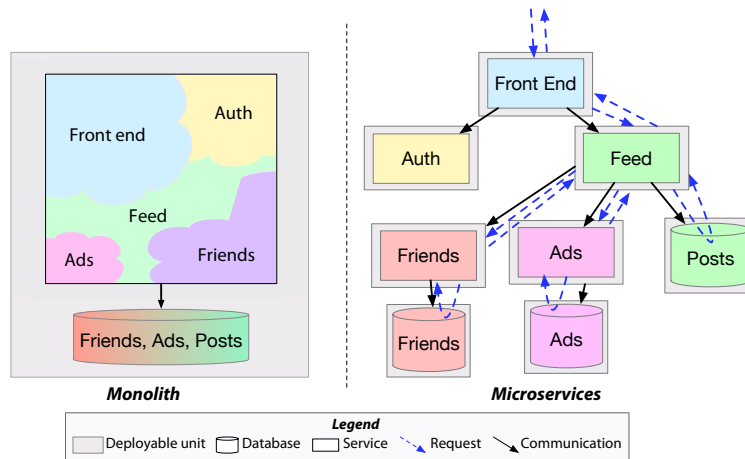 Front end
Auth
Feed
Ads
Friends
Friends, Ads, Posts
Monolith
Front End
Auth
Feed
Friends
Ads
Posts
Friends
Ads
Microservices
Legend
Deployable unit
Database
Service
Request
Communication